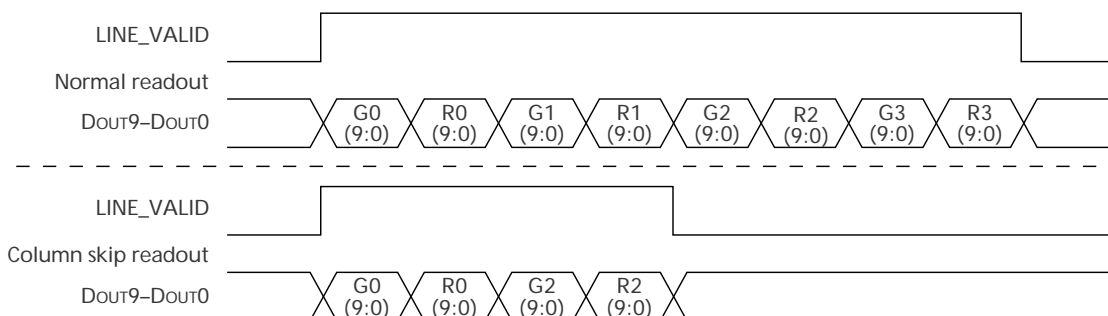 LINE_VALID
Normal readout
DOUT9–DOUT0
G0 (9:0) R0 (9:0) G1 (9:0) R1 (9:0) G2 (9:0) R2 (9:0) G3 (9:0) R3 (9:0)
LINE_VALID
Column skip readout
DOUT9–DOUT0
G0 (9:0) R0 (9:0) G2 (9:0) R2 (9:0)